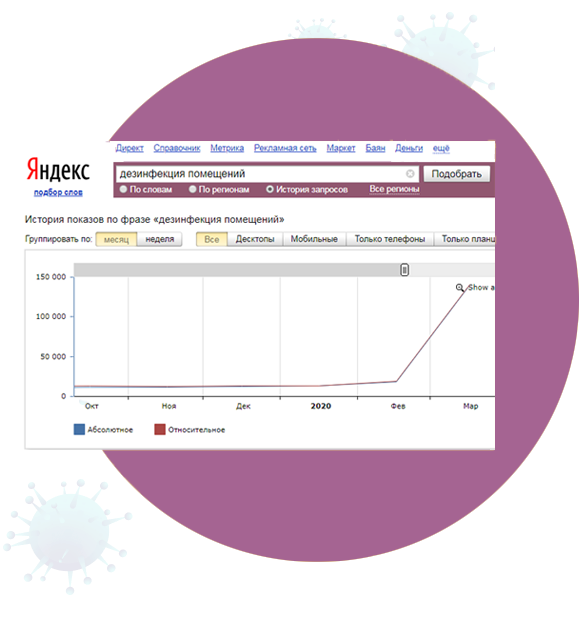 Директ Справочник Метрика Рекламная сеть Маркет Баян Деньги ещё
Яндекс
подбор слов
дезинфекция помещений Подобрать
По словам По регионам История запросов Все регионы
История показов по фразе «дезинфекция помещений»
Группировать по: месяц неделя Все Десктопы Мобильные Только телефоны Только планш
Show a
150 000
100 000
50 000
0
Окт Ноя Дек 2020 Фев Мар
Абсолютное Относительное